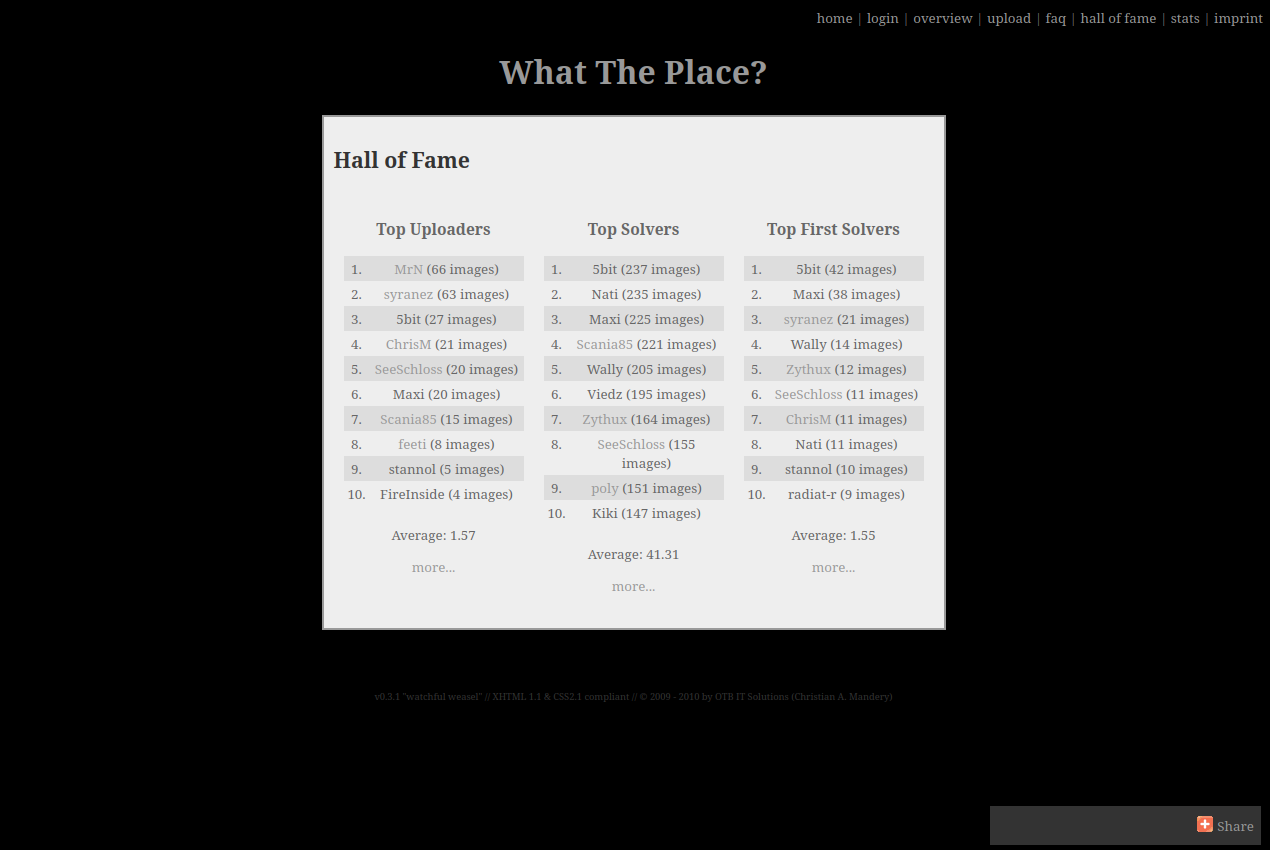 home | login | overview | upload | faq | hall of fame | stats | imprint
What The Place?
Hall of Fame
Top Uploaders
1. MrN (66 images)
2. syranez (63 images)
3. 5bit (27 images)
4. ChrisM (21 images)
5. SeeSchloss (20 images)
6. Maxi (20 images)
7. Scania85 (15 images)
8. feeti (8 images)
9. stannol (5 images)
10. FireInside (4 images)
Average: 1.57
more...
Top Solvers
1. 5bit (237 images)
2. Nati (235 images)
3. Maxi (225 images)
4. Scania85 (221 images)
5. Wally (205 images)
6. Viedz (195 images)
7. Zythux (164 images)
8. SeeSchloss (155
images)
9. poly (151 images)
10. Kiki (147 images)
Average: 41.31
more...
Top First Solvers
1. 5bit (42 images)
2. Maxi (38 images)
3. syranez (21 images)
4. Wally (14 images)
5. Zythux (12 images)
6. SeeSchloss (11 images)
7. ChrisM (11 images)
8. Nati (11 images)
9. stannol (10 images)
10. radiat-r (9 images)
Average: 1.55
more...
v0.3.1 "watchful weasel" // XHTML 1.1 & CSS2.1 compliant // © 2009 - 2010 by OTB IT Solutions (Christian A. Mandery)
Share